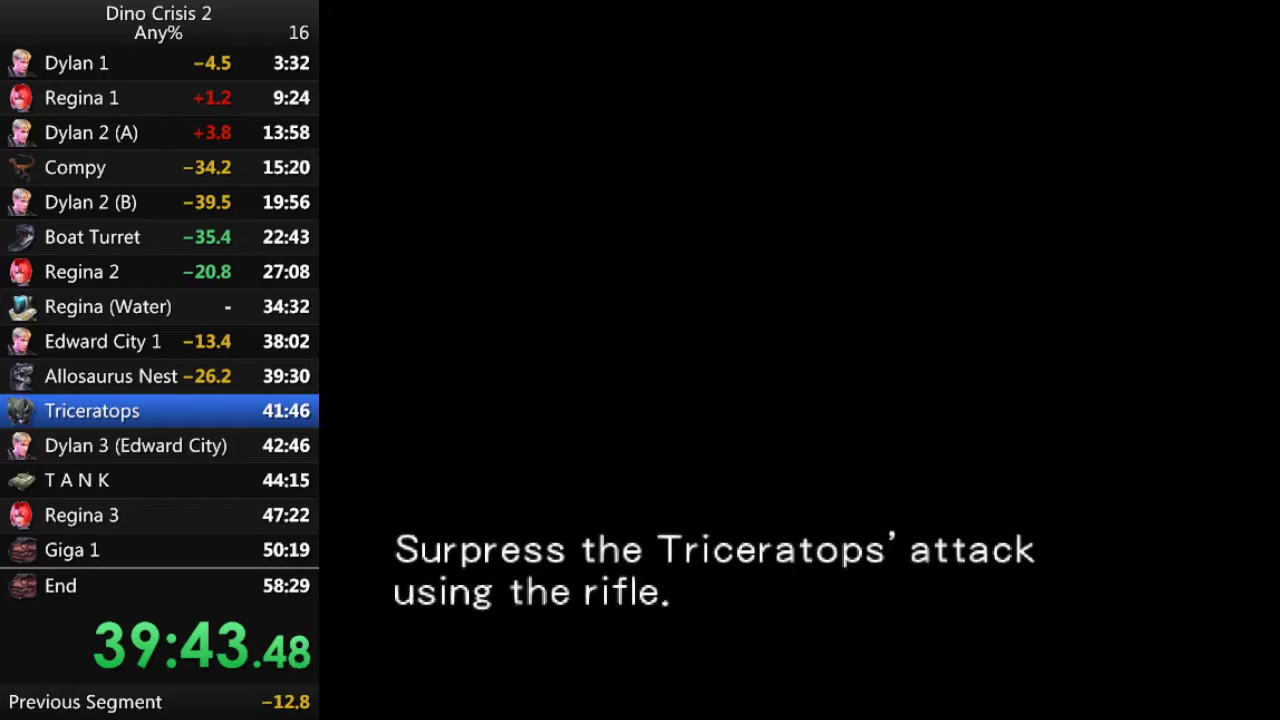 Dino Crisis 2
Any% 16
Dylan 1 −4.5 3:32
Regina 1 +1.2 9:24
Dylan 2 (A) +3.8 13:58
Compy −34.2 15:20
Dylan 2 (B) −39.5 19:56
Boat Turret −35.4 22:43
Regina 2 −20.8 27:08
Regina (Water) - 34:32
Edward City 1 −13.4 38:02
Allosaurus Nest −26.2 39:30
Triceratops 41:46
Dylan 3 (Edward City) 42:46
T A N K 44:15
Regina 3 47:22
Giga 1 50:19
End 58:29
39:43.48
Previous Segment −12.8
Surpress the Triceratops' attack
using the rifle.